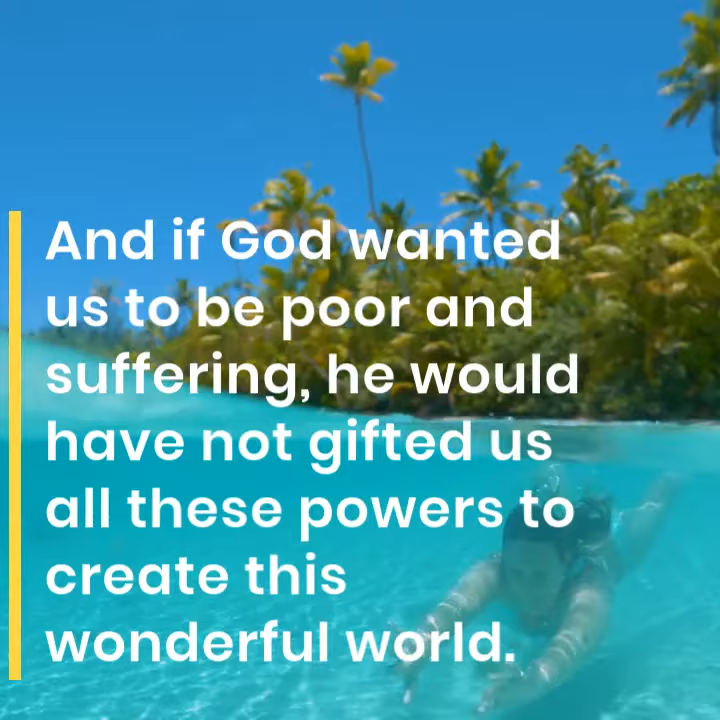 And if God wanted
us to be poor and
suffering, he would
have not gifted us
all these powers to
create this
wonderful world.